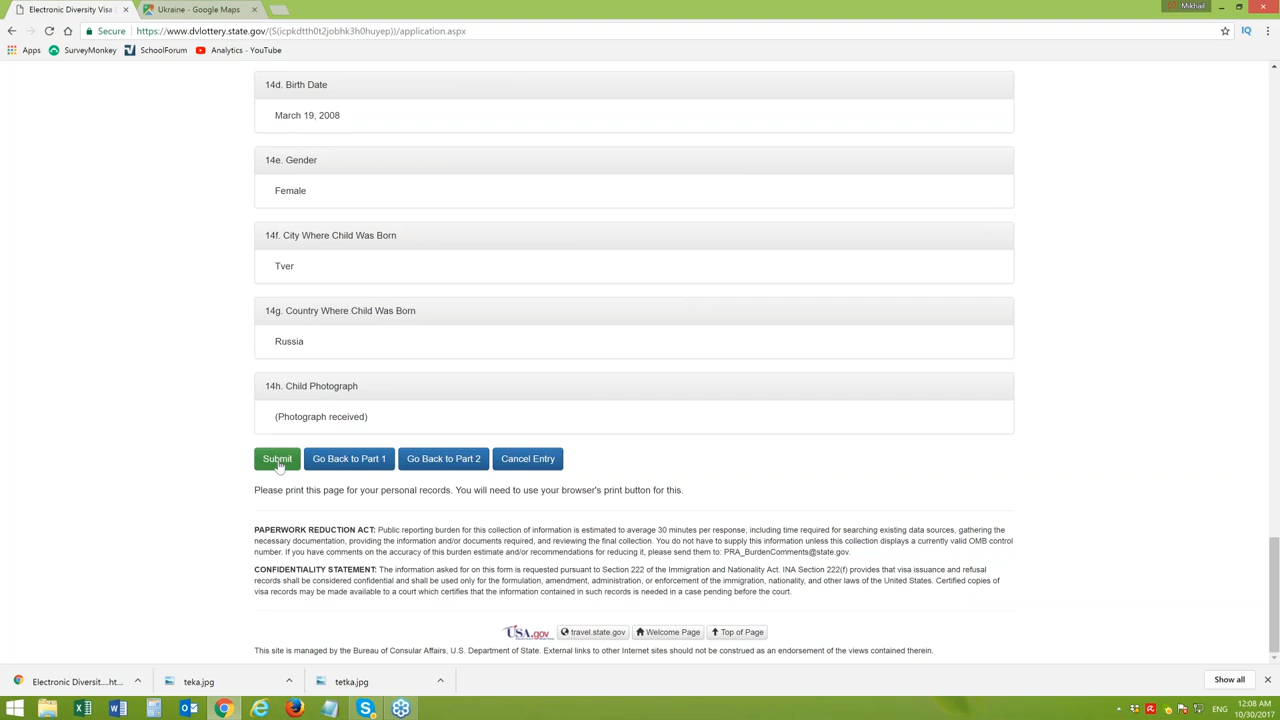 Electronic Diversity Visa
Ukraine - Google Maps
Mikhail
Secure
https://www.dvlottery.state.gov/(S(icpkdtth0t2jobhk3h0huyep))/application.aspx
Apps
SurveyMonkey
SchoolForum
Analytics - YouTube
14d. Birth Date
March 19, 2008
14e. Gender
Female
14f. City Where Child Was Born
Tver
14g. Country Where Child Was Born
Russia
14h. Child Photograph
(Photograph received)
Submit
Go Back to Part 1
Go Back to Part 2
Cancel Entry
Please print this page for your personal records. You will need to use your browser's print button for this.
PAPERWORK REDUCTION ACT: Public reporting burden for this collection of information is estimated to average 30 minutes per response, including time required for searching existing data sources, gathering the
necessary documentation, providing the information and/or documents required, and reviewing the final collection. You do not have to supply this information unless this collection displays a currently valid OMB control
number. If you have comments on the accuracy of this burden estimate and/or recommendations for reducing it, please send them to: PRA_BurdenComments@state.gov.
CONFIDENTIALITY STATEMENT: The information asked for on this form is requested pursuant to Section 222 of the Immigration and Nationality Act. INA Section 222(f) provides that visa issuance and refusal
records shall be considered confidential and shall be used only for the formulation, amendment, administration, or enforcement of the immigration, nationality, and other laws of the United States. Certified copies of
visa records may be made available to a court which certifies that the information contained in such records is needed in a case pending before the court.
USA.gov
travel.state.gov
Welcome Page
Top of Page
This site is managed by the Bureau of Consular Affairs, U.S. Department of State. External links to other Internet sites should not be construed as an endorsement of the views contained therein.
Electronic Diversit....ht...
teka.jpg
tetka.jpg
Show all
ENG
12:08 AM
10/30/2017